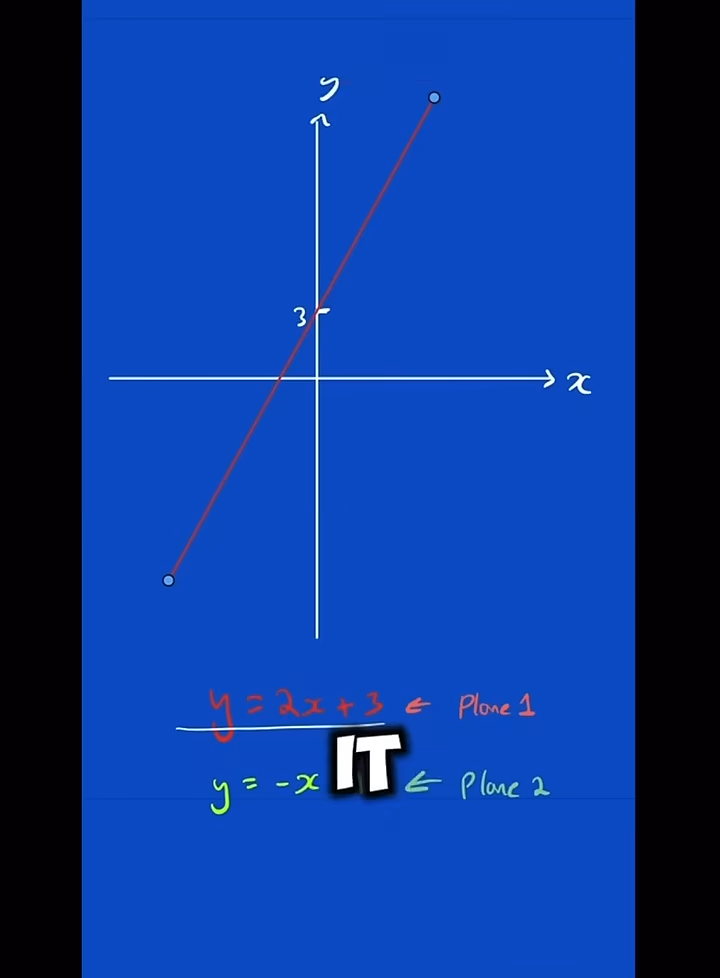 y
3
x
y = 2x + 3 ← Plane 1
y = -x
IT
← Plane 2